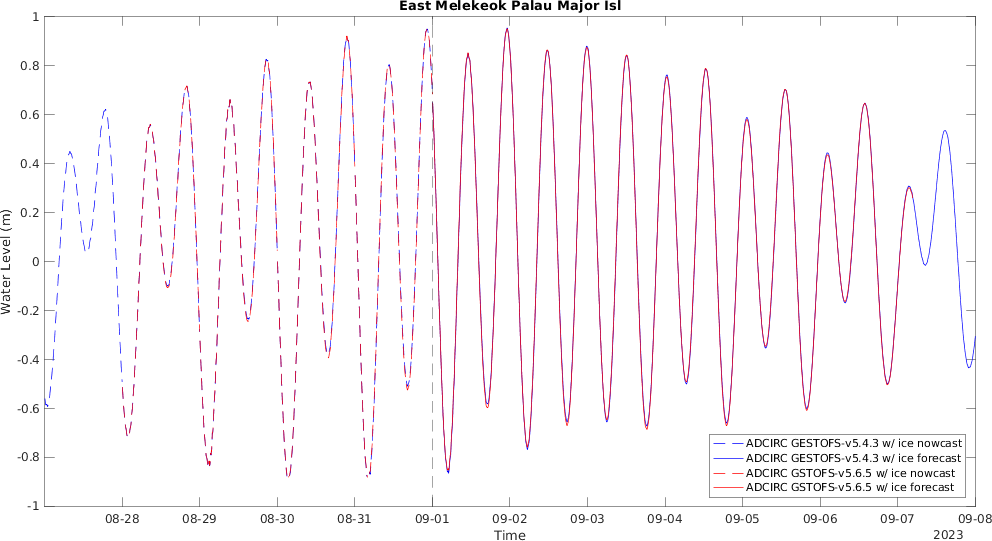 East Melekeok Palau Major Isl
1
0.8
0.6
0.4
0.2
0
-0.2
-0.4
-0.6
-0.8
-1
Water Level (m)
ADCIRC GESTOFS-v5.4.3 w/ ice nowcast
ADCIRC GESTOFS-v5.4.3 w/ ice forecast
ADCIRC GSTOFS-v5.6.5 w/ ice nowcast
ADCIRC GSTOFS-v5.6.5 w/ ice forecast
08-28 08-29 08-30 08-31 09-01 09-02 09-03 09-04 09-05 09-06 09-07 09-08
Time
2023